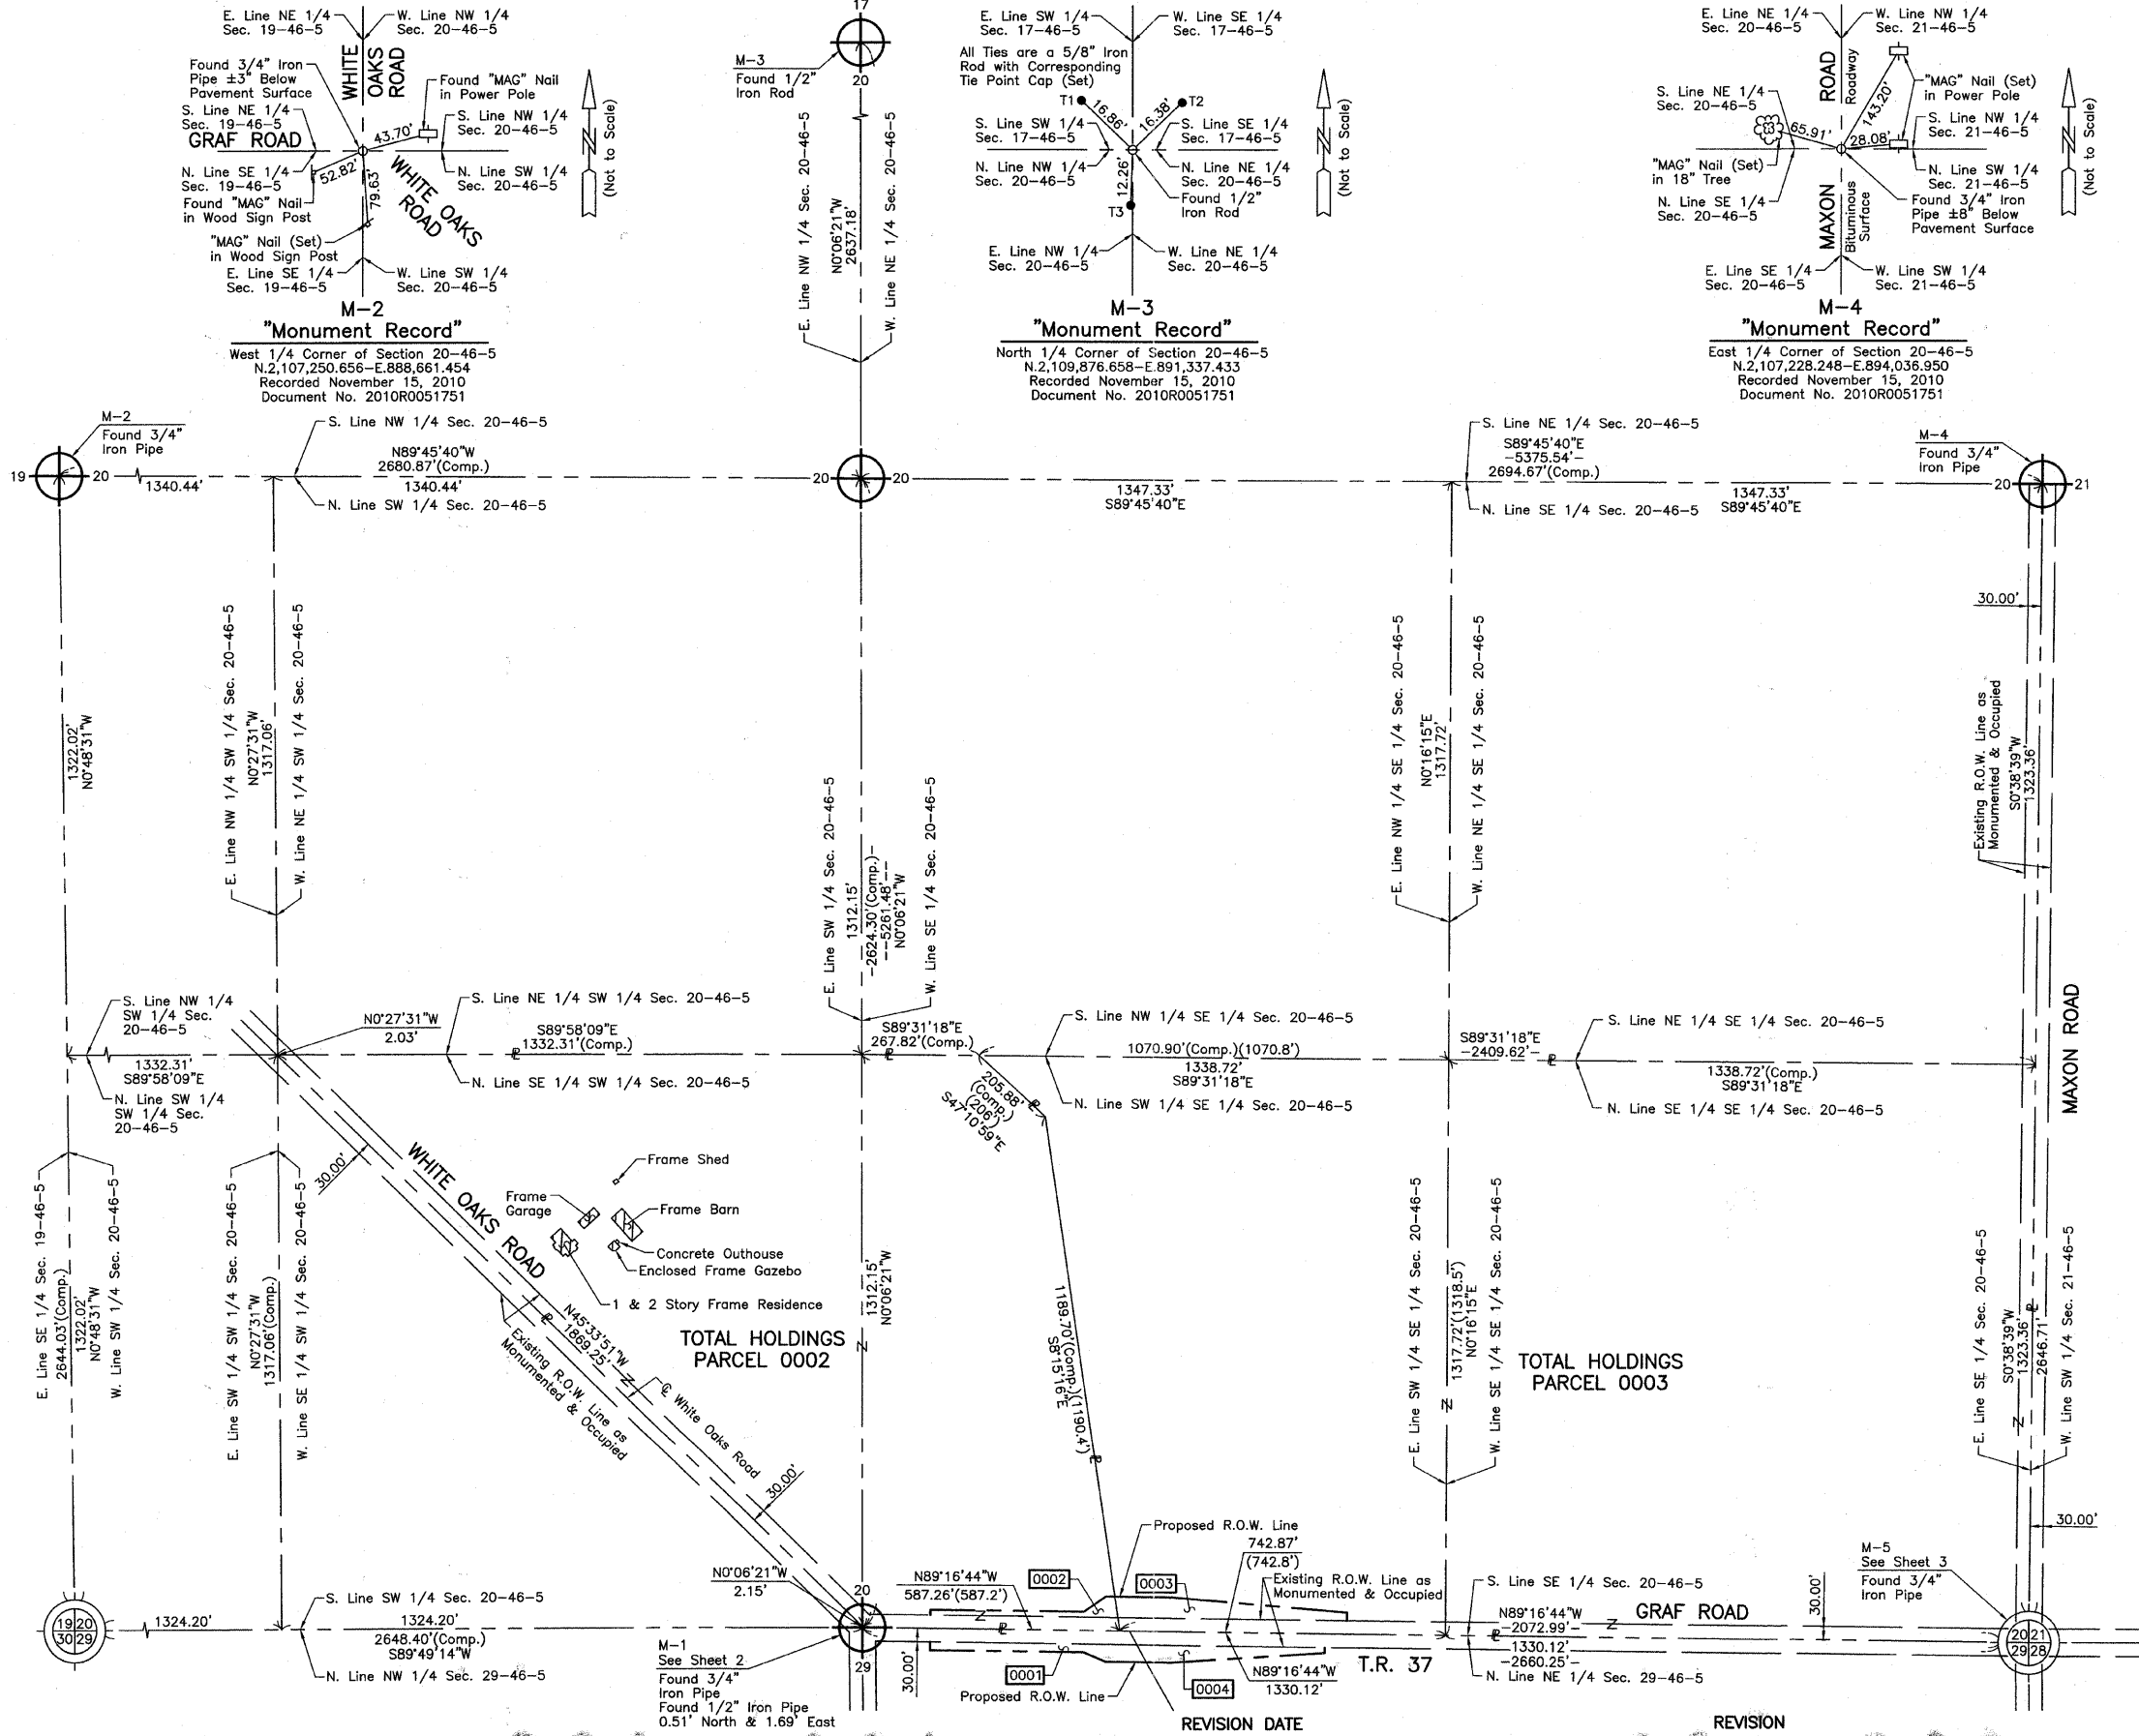 E. Line NE 1/4
Sec. 19-46-5
W. Line NW 1/4
Sec. 20-46-5
WHITE
OAKS
ROAD
Found 3/4" Iron
Pipe ±3" Below
Pavement Surface
Found "MAG" Nail
in Power Pole
S. Line NE 1/4
Sec. 19-46-5
GRAF ROAD
43.70'
S. Line NW 1/4
Sec. 20-46-5
N. Line SE 1/4
Sec. 19-46-5
52.82'
79.63'
N. Line SW 1/4
Sec. 20-46-5
Found "MAG" Nail
in Wood Sign Post
WHITE OAKS
ROAD
"MAG" Nail (Set)
in Wood Sign Post
E. Line SE 1/4
Sec. 19-46-5
W. Line SW 1/4
Sec. 20-46-5
N
(Not to Scale)
M-2
"Monument Record"
West 1/4 Corner of Section 20-46-5
N.2,107,250.656-E.888,661.454
Recorded November 15, 2010
Document No. 2010R0051751
17
20
M-3
Found 1/2"
Iron Rod
E. Line NW 1/4 Sec. 20-46-5
N0°06'21"W
2637.18'
W. Line NE 1/4 Sec. 20-46-5
E. Line SW 1/4
Sec. 17-46-5
W. Line SE 1/4
Sec. 17-46-5
All Ties are a 5/8" Iron
Rod with Corresponding
Tie Point Cap (Set)
T1
16.86'
16.38'
T2
S. Line SW 1/4
Sec. 17-46-5
S. Line SE 1/4
Sec. 17-46-5
N. Line NW 1/4
Sec. 20-46-5
N. Line NE 1/4
Sec. 20-46-5
12.26'
T3
Found 1/2"
Iron Rod
E. Line NW 1/4
Sec. 20-46-5
W. Line NE 1/4
Sec. 20-46-5
N
(Not to Scale)
M-3
"Monument Record"
North 1/4 Corner of Section 20-46-5
N.2,109,876.658-E.891,337.433
Recorded November 15, 2010
Document No. 2010R0051751
E. Line NE 1/4
Sec. 20-46-5
W. Line NW 1/4
Sec. 21-46-5
ROAD
Roadway
143.20'
"MAG" Nail (Set)
in Power Pole
S. Line NE 1/4
Sec. 20-46-5
65.91'
28.08'
S. Line NW 1/4
Sec. 21-46-5
"MAG" Nail (Set)
in 18" Tree
N. Line SW 1/4
Sec. 21-46-5
N. Line SE 1/4
Sec. 20-46-5
MAXON
Bituminous
Surface
Found 3/4" Iron
Pipe ±8" Below
Pavement Surface
E. Line SE 1/4
Sec. 20-46-5
W. Line SW 1/4
Sec. 21-46-5
N
(Not to Scale)
M-4
"Monument Record"
East 1/4 Corner of Section 20-46-5
N.2,107,228.248-E.894,036.950
Recorded November 15, 2010
Document No. 2010R0051751
M-2
Found 3/4"
Iron Pipe
19
20
1340.44'
S. Line NW 1/4 Sec. 20-46-5
N89°45'40"W
2680.87'(Comp.)
1340.44'
N. Line SW 1/4 Sec. 20-46-5
20
20
1347.33'
S89°45'40"E
S. Line NE 1/4 Sec. 20-46-5
S89°45'40"E
-5375.54'-
2694.67'(Comp.)
N. Line SE 1/4 Sec. 20-46-5
1347.33'
S89°45'40"E
M-4
Found 3/4"
Iron Pipe
20
21
30.00'
1322.02'
N0°48'31"W
E. Line NW 1/4 SW 1/4 Sec. 20-46-5
N0°27'31"W
1317.06'
W. Line NE 1/4 SW 1/4 Sec. 20-46-5
E. Line SW 1/4 Sec. 20-46-5
1312.15'
-2624.30'(Comp.)-
--5261.48'--
N0°06'21"W
W. Line SE 1/4 Sec. 20-46-5
E. Line NW 1/4 SE 1/4 Sec. 20-46-5
N0°16'15"E
1317.72'
W. Line NE 1/4 SE 1/4 Sec. 20-46-5
Existing R.O.W. Line as
Monumented & Occupied
S0°38'39"W
1323.36'
MAXON ROAD
S. Line NW 1/4
SW 1/4 Sec.
20-46-5
1332.31'
S89°58'09"E
N. Line SW 1/4
SW 1/4 Sec.
20-46-5
N0°27'31"W
2.03'
S. Line NE 1/4 SW 1/4 Sec. 20-46-5
S89°58'09"E
1332.31'(Comp.)
N. Line SE 1/4 SW 1/4 Sec. 20-46-5
S89°31'18"E
267.82'(Comp.)
S. Line NW 1/4 SE 1/4 Sec. 20-46-5
1070.90'(Comp.)(1070.8')
1338.72'
S89°31'18"E
N. Line SW 1/4 SE 1/4 Sec. 20-46-5
S89°31'18"E
-2409.62'-
S. Line NE 1/4 SE 1/4 Sec. 20-46-5
1338.72'(Comp.)
S89°31'18"E
N. Line SE 1/4 SE 1/4 Sec. 20-46-5
205.88'
(Comp.)
(206')
S47°10'59"E
30.00'
WHITE OAKS ROAD
Frame Shed
Frame
Garage
Frame Barn
Concrete Outhouse
Enclosed Frame Gazebo
1 & 2 Story Frame Residence
TOTAL HOLDINGS
PARCEL 0002
N45°33'51"W
1869.25'
Existing R.O.W. Line as
Monumented & Occupied
℄ White Oaks Road
30.00'
E. Line SE 1/4 Sec. 19-46-5
2644.03'(Comp.)
1322.02'
N0°48'31"W
W. Line SW 1/4 Sec. 20-46-5
E. Line SW 1/4 SW 1/4 Sec. 20-46-5
N0°27'31"W
1317.06'(Comp.)
W. Line SE 1/4 SW 1/4 Sec. 20-46-5
1312.15'
N0°06'21"W
1189.70'(Comp.)(1190.4')
S8°15'16"E
E. Line SW 1/4 SE 1/4 Sec. 20-46-5
1317.72'(1318.5')
N0°16'15"E
W. Line SE 1/4 SE 1/4 Sec. 20-46-5
TOTAL HOLDINGS
PARCEL 0003
E. Line SE 1/4 Sec. 20-46-5
S0°38'39"W
1323.36'
2646.71'
W. Line SW 1/4 Sec. 21-46-5
30.00'
19 20
30 29
1324.20'
S. Line SW 1/4 Sec. 20-46-5
1324.20'
2648.40'(Comp.)
S89°49'14"W
N. Line NW 1/4 Sec. 29-46-5
N0°06'21"W
2.15'
20
29
M-1
See Sheet 2
Found 3/4"
Iron Pipe
Found 1/2" Iron Pipe
0.51' North & 1.69' East
30.00'
N89°16'44"W
587.26'(587.2')
0002
0003
Proposed R.O.W. Line
742.87'
(742.8')
Existing R.O.W. Line as
Monumented & Occupied
0001
0004
Proposed R.O.W. Line
N89°16'44"W
1330.12'
T.R. 37
S. Line SE 1/4 Sec. 20-46-5
N89°16'44"W
-2072.99'-
1330.12'
-2660.25'-
N. Line NE 1/4 Sec. 29-46-5
GRAF ROAD
30.00'
M-5
See Sheet 3
Found 3/4"
Iron Pipe
20 21
29 28
REVISION DATE
REVISION